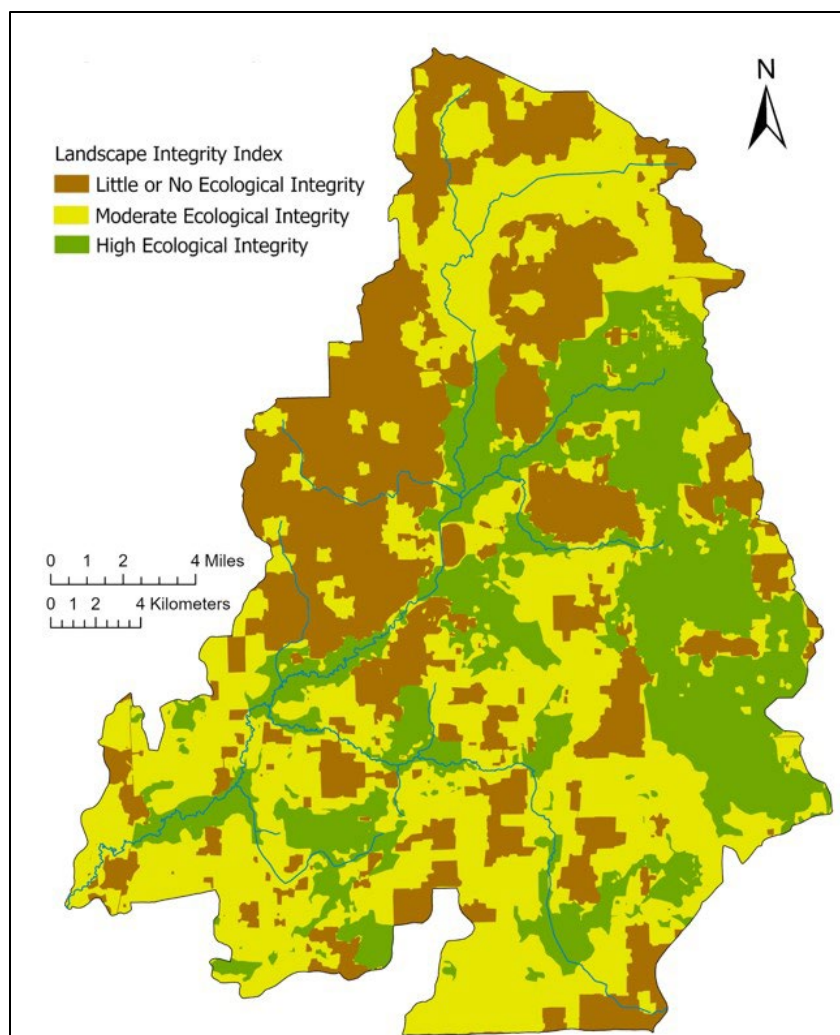 N
Landscape Integrity Index
Little or No Ecological Integrity
Moderate Ecological Integrity
High Ecological Integrity
0 1 2 4 Miles
0 1 2 4 Kilometers